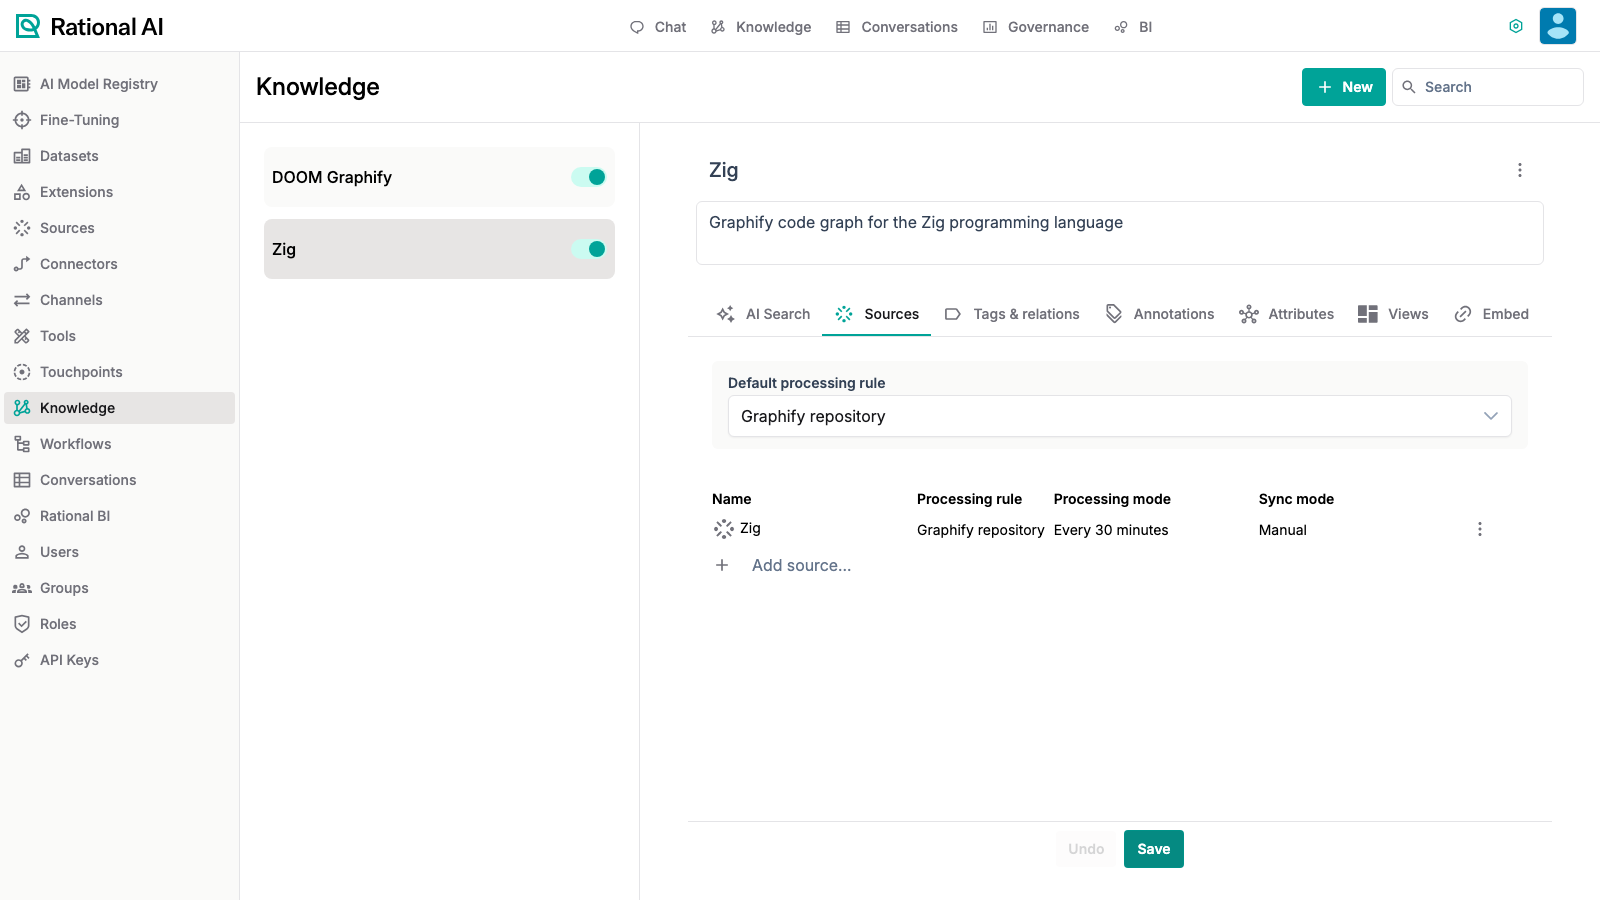 Rational AI
Chat
Knowledge
Conversations
Governance
BI
AI Model Registry
Fine-Tuning
Datasets
Extensions
Sources
Connectors
Channels
Tools
Touchpoints
Knowledge
Workflows
Conversations
Rational BI
Users
Groups
Roles
API Keys
Knowledge
New
Search
DOOM Graphify
Zig
Zig
Graphify code graph for the Zig programming language
AI Search
Sources
Tags & relations
Annotations
Attributes
Views
Embed
Default processing rule
Graphify repository
Name Processing rule Processing mode Sync mode
Zig Graphify repository Every 30 minutes Manual
Add source...
Undo
Save